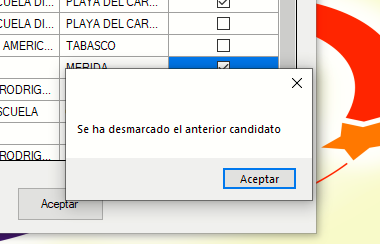 CUELA DI... PLAYA DEL CAR...
ESCUELA DI... PLAYA DEL CAR...
AMERIC... TABASCO
MERIDA
RODRIG...
SCUELA
RODRIG...
Se ha desmarcado el anterior candidato
Aceptar
Aceptar